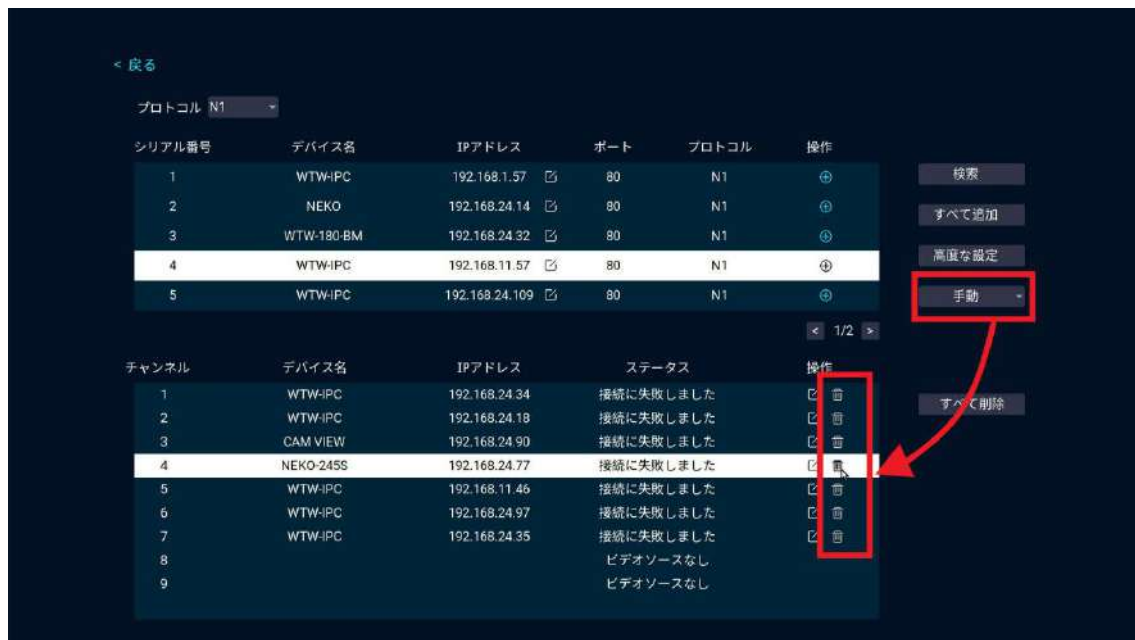 < 戻る
プロトコル N1
シリアル番号 デバイス名 IPアドレス ポート プロトコル 操作
1 WTW-IPC 192.168.1.57 80 N1
検索
2 NEKO 192.168.24.14 80 N1
すべて追加
3 WTW-180-BM 192.168.24.32 80 N1
高度な設定
4 WTW-IPC 192.168.11.57 80 N1
5 WTW-IPC 192.168.24.109 80 N1
手動
< 1/2 >
チャンネル デバイス名 IPアドレス ステータス 操作
1 WTW-IPC 192.168.24.34 接続に失敗しました
すべて削除
2 WTW-IPC 192.168.24.18 接続に失敗しました
3 CAM VIEW 192.168.24.90 接続に失敗しました
4 NEKO-245S 192.168.24.77 接続に失敗しました
5 WTW-IPC 192.168.11.46 接続に失敗しました
6 WTW-IPC 192.168.24.97 接続に失敗しました
7 WTW-IPC 192.168.24.35 接続に失敗しました
8 ビデオソースなし
9 ビデオソースなし